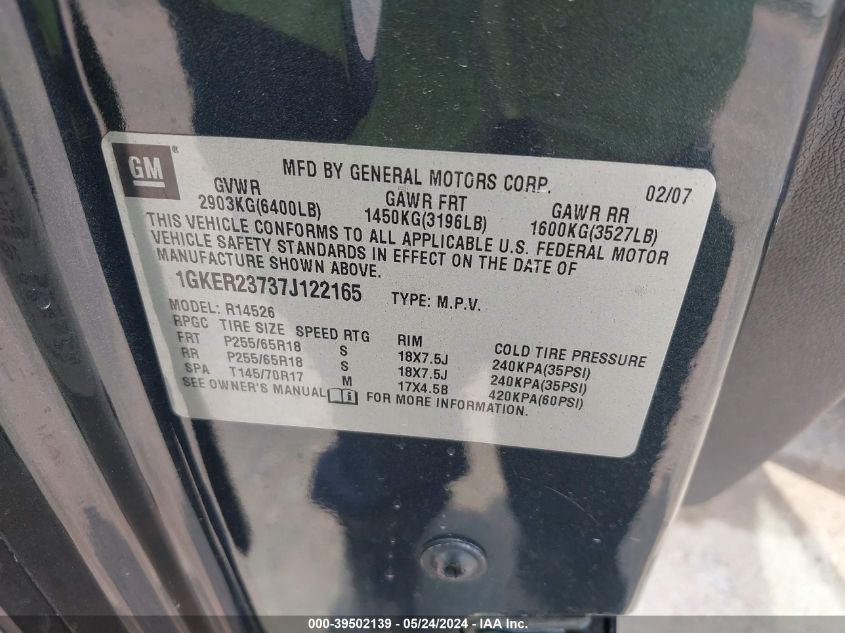 GM ®
MFD BY GENERAL MOTORS CORP. 02/07
GVWR GAWR FRT GAWR RR
2903KG(6400LB) 1450KG(3196LB) 1600KG(3527LB)
THIS VEHICLE CONFORMS TO ALL APPLICABLE U.S. FEDERAL MOTOR
VEHICLE SAFETY STANDARDS IN EFFECT ON THE DATE OF
MANUFACTURE SHOWN ABOVE.
1GKER23737J122165 TYPE: M.P.V.
MODEL: R14526
RPGC TIRE SIZE SPEED RTG RIM COLD TIRE PRESSURE
FRT P255/65R18 S 18X7.5J 240KPA(35PSI)
RR P255/65R18 S 18X7.5J 240KPA(35PSI)
SPA T145/70R17 M 17X4.5B 420KPA(60PSI)
SEE OWNER'S MANUAL i FOR MORE INFORMATION.
000-39502139 - 05/24/2024 - IAA Inc.